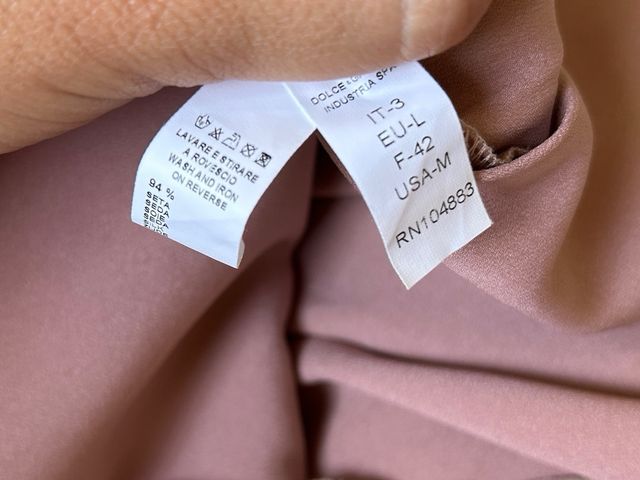 LAVARE E STIRARE
A ROVESCIO
WASH AND IRON
ON REVERSE
94 %
SETA
DOLCE & G
INDUSTRIA SPA
IT-3
EU-L
F-42
USA-M
RN104883